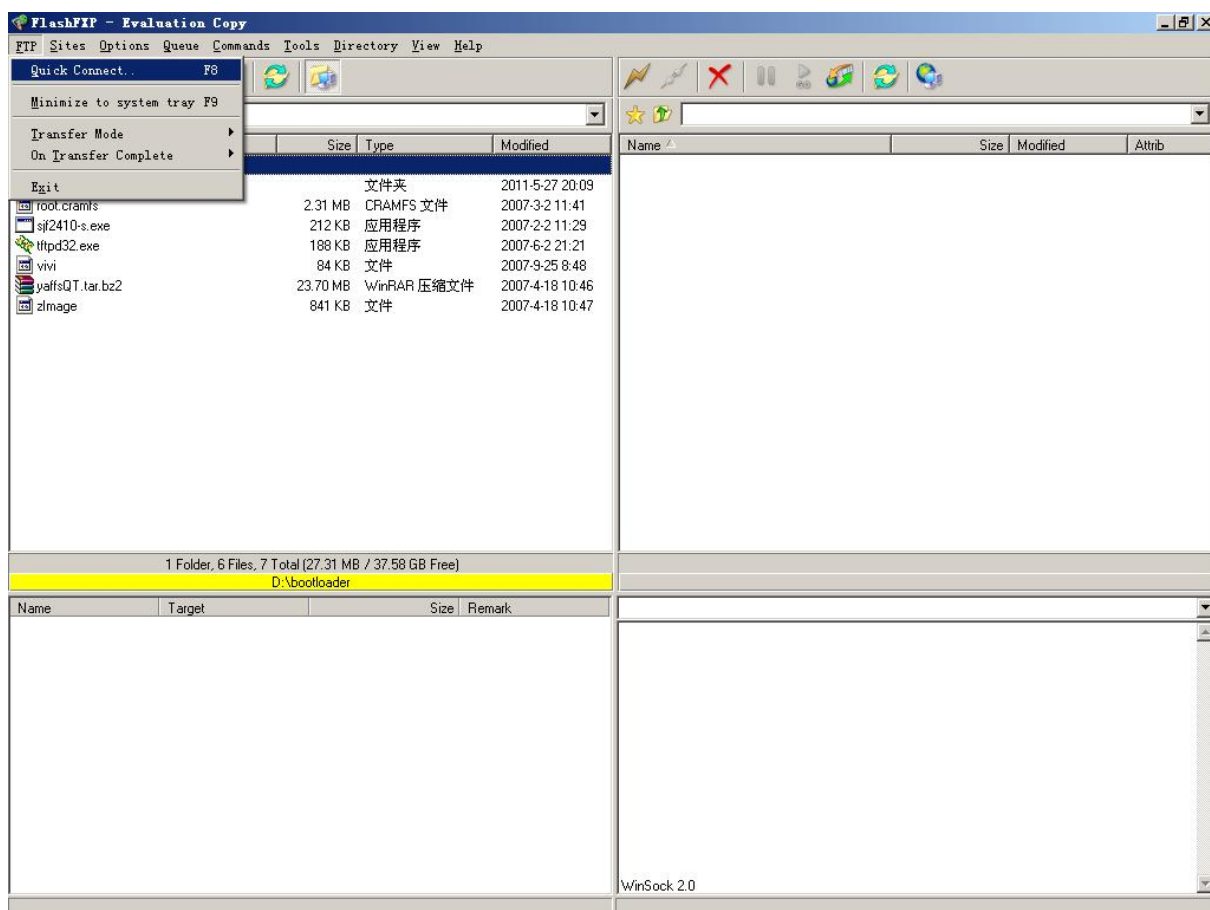 FlashFXP - Evaluation Copy
FTP Sites Options Queue Commands Tools Directory View Help
Quick Connect.. F8
Minimize to system tray F9
Transfer Mode
On Transfer Complete
Exit
Size Type Modified
文件夹 2011-5-27 20:09
root.cramfs 2.31 MB CRAMFS 文件 2007-3-2 11:41
sjf2410-s.exe 212 KB 应用程序 2007-2-2 11:29
tftpd32.exe 188 KB 应用程序 2007-6-2 21:21
vivi 84 KB 文件 2007-9-25 8:48
yaffsQT.tar.bz2 23.70 MB WinRAR 压缩文件 2007-4-18 10:46
zImage 841 KB 文件 2007-4-18 10:47
1 Folder, 6 Files, 7 Total (27.31 MB / 37.58 GB Free)
D:\bootloader
Name Size Modified Attrib
Name Target Size Remark
WinSock 2.0